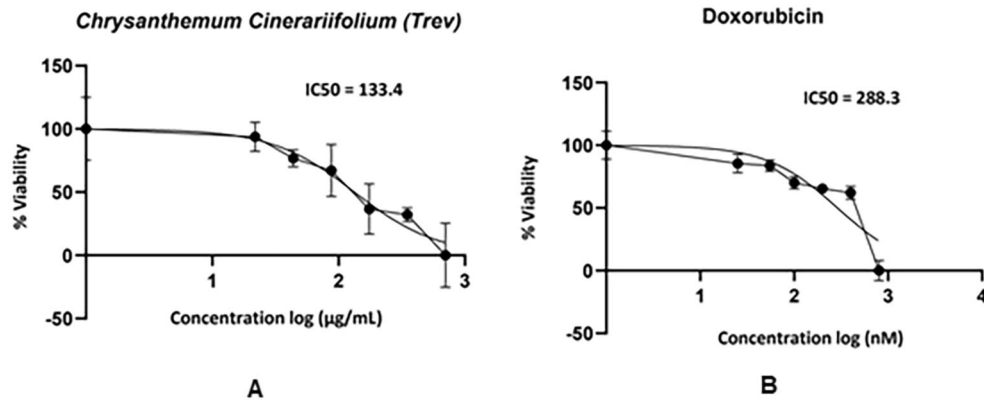 Chrysanthemum Cinerariifolium (Trev)
150
100
50
0
-50
1
2
3
% Viability
IC50 = 133.4
Concentration log (µg/mL)
A
Doxorubicin
150
100
50
0
-50
1
2
3
4
% Viability
IC50 = 288.3
Concentration log (nM)
B